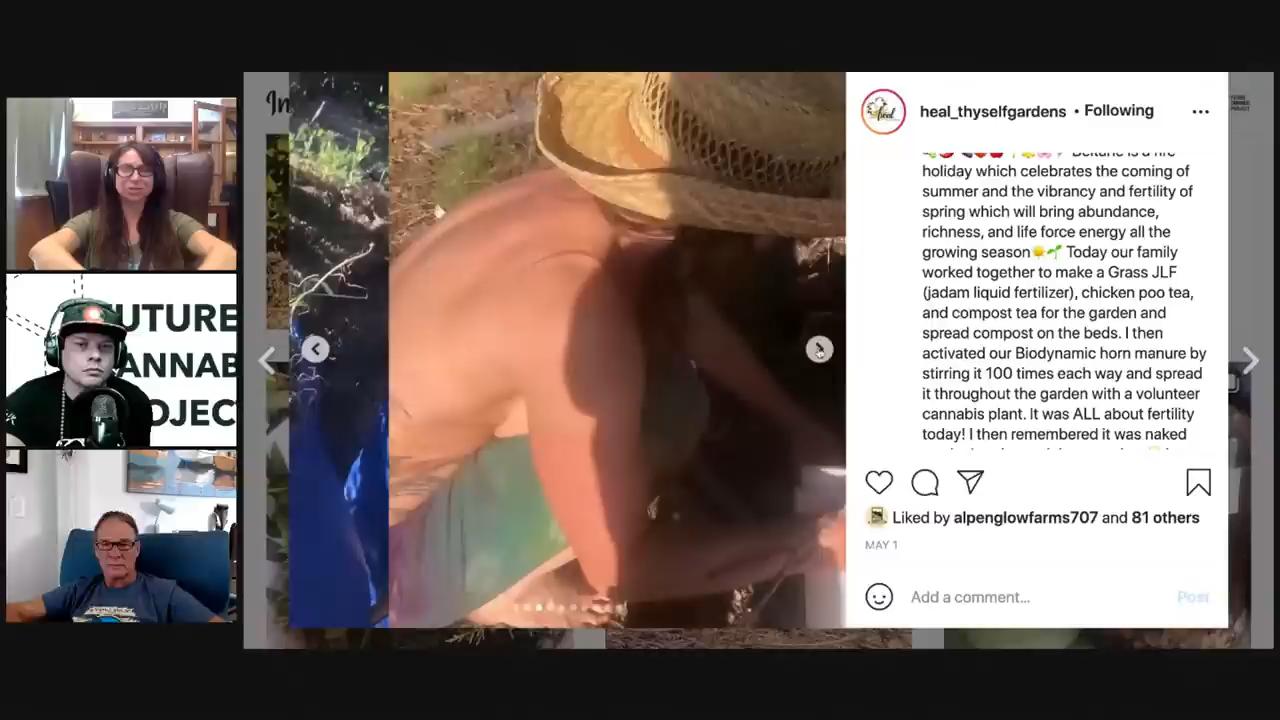 UTURE
ANNAB
OJEC
In
heal_thyselfgardens • Following
Beltane is a fire
holiday which celebrates the coming of
summer and the vibrancy and fertility of
spring which will bring abundance,
richness, and life force energy all the
growing season☀️🌱 Today our family
worked together to make a Grass JLF
(jadam liquid fertilizer), chicken poo tea,
and compost tea for the garden and
spread compost on the beds. I then
activated our Biodynamic horn manure by
stirring it 100 times each way and spread
it throughout the garden with a volunteer
cannabis plant. It was ALL about fertility
today! I then remembered it was naked
Liked by alpenglowfarms707 and 81 others
MAY 1
Add a comment...
Post